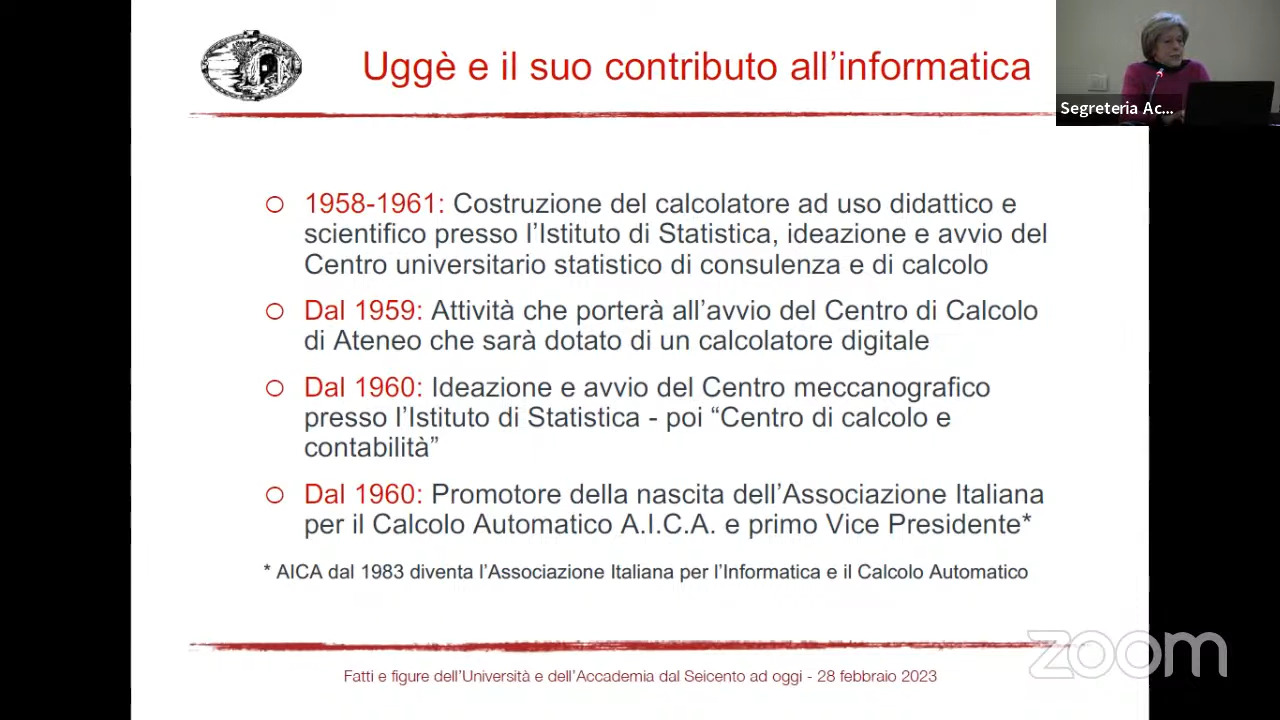 Uggè e il suo contributo all’informatica
Segreteria Ac...
1958-1961: Costruzione del calcolatore ad uso didattico e
scientifico presso l’Istituto di Statistica, ideazione e avvio del
Centro universitario statistico di consulenza e di calcolo
Dal 1959: Attività che porterà all’avvio del Centro di Calcolo
di Ateneo che sarà dotato di un calcolatore digitale
Dal 1960: Ideazione e avvio del Centro meccanografico
presso l’Istituto di Statistica - poi “Centro di calcolo e
contabilità”
Dal 1960: Promotore della nascita dell’Associazione Italiana
per il Calcolo Automatico A.I.C.A. e primo Vice Presidente*
* AICA dal 1983 diventa l’Associazione Italiana per l’Informatica e il Calcolo Automatico
zoom
Fatti e figure dell’Università e dell’Accademia dal Seicento ad oggi - 28 febbraio 2023